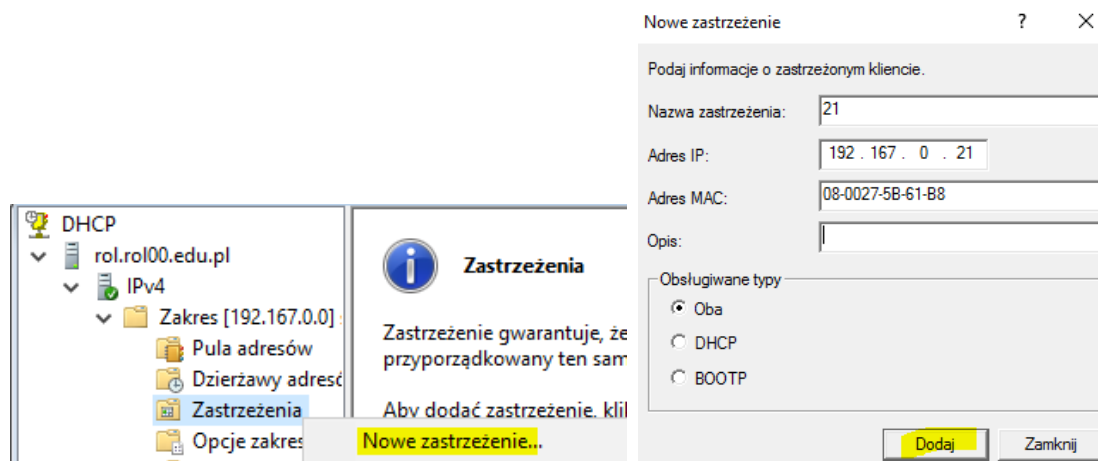 DHCP
rol.rol00.edu.pl
IPv4
Zakres [192.167.0.0]
Pula adresów
Dzierżawy adresć
Zastrzeżenia
Opcje zakres
Nowe zastrzeżenie...
Zastrzeżenia
Zastrzeżenie gwarantuje, że
przyporządkowany ten sam
Aby dodać zastrzeżenie, kli
Nowe zastrzeżenie
? ×
Podaj informacje o zastrzeżonym kliencie.
Nazwa zastrzeżenia: 21
Adres IP: 192 . 167 . 0 . 21
Adres MAC: 08-0027-5B-61-B8
Opis:
Obsługiwane typy
Oba
DHCP
BOOTP
Dodaj Zamknij